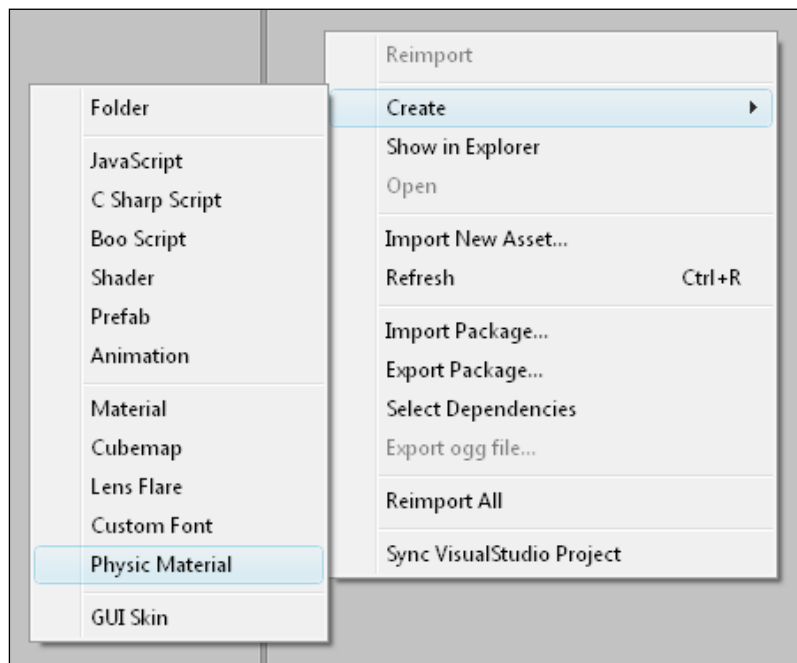 Reimport
Create
Show in Explorer
Open
Import New Asset...
Refresh Ctrl+R
Import Package...
Export Package...
Select Dependencies
Export ogg file...
Reimport All
Sync VisualStudio Project
Folder
JavaScript
C Sharp Script
Boo Script
Shader
Prefab
Animation
Material
Cubemap
Lens Flare
Custom Font
Physic Material
GUI Skin